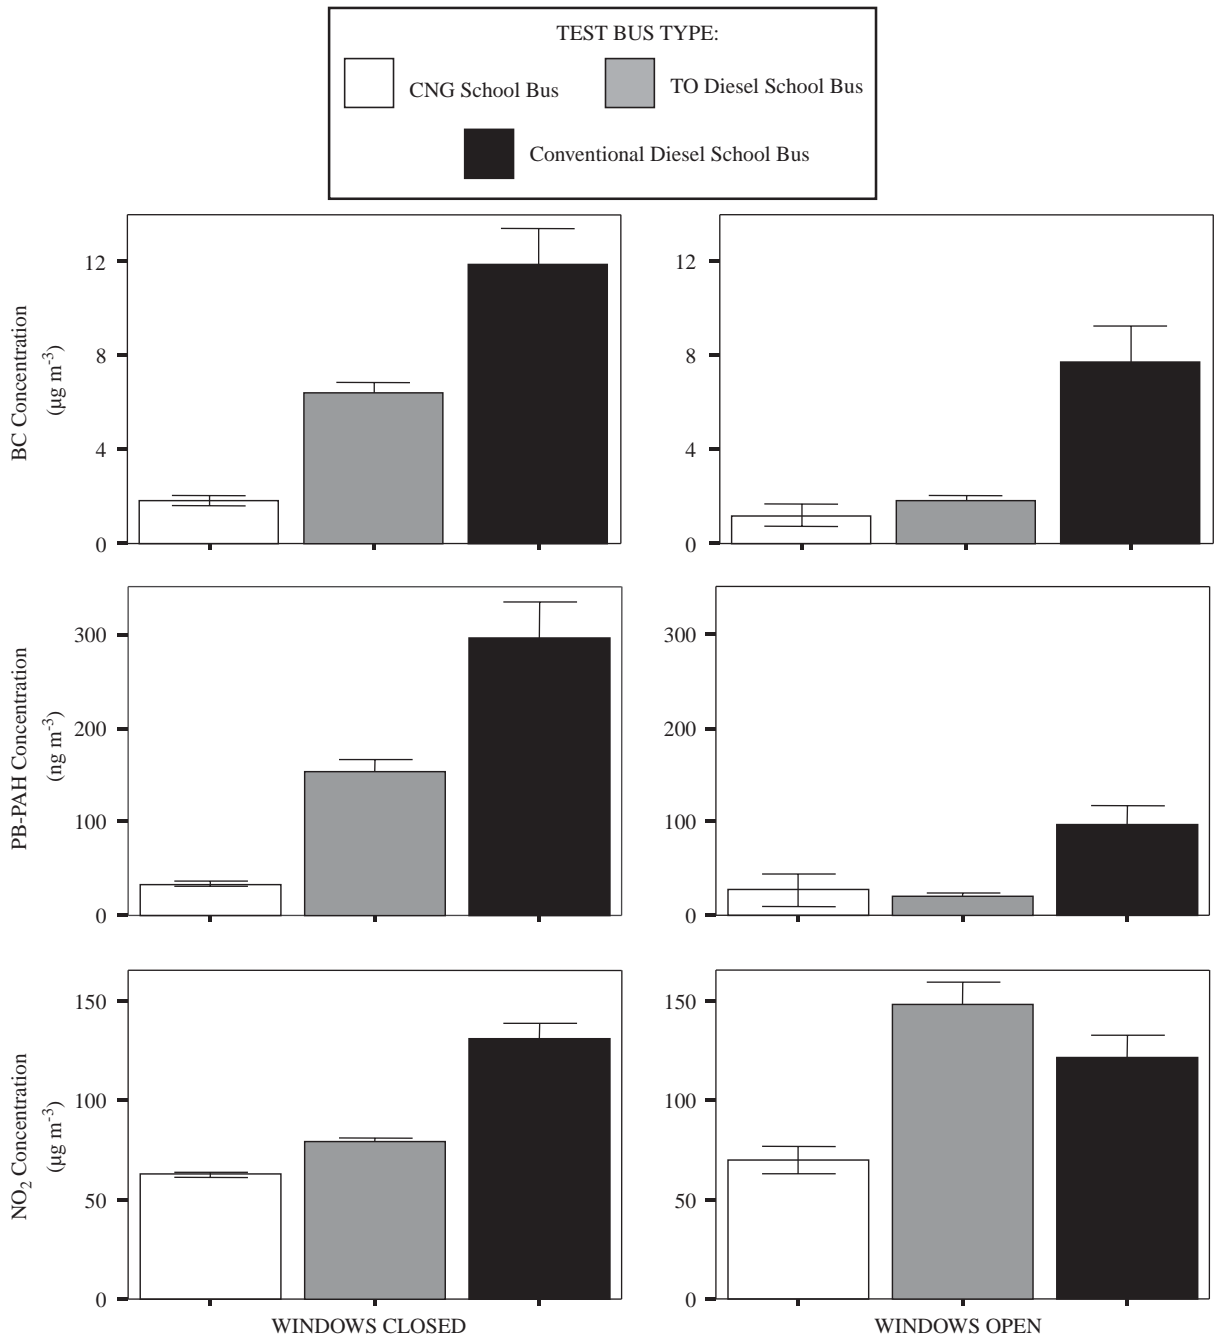 TEST BUS TYPE:
CNG School Bus
TO Diesel School Bus
Conventional Diesel School Bus
BC Concentration
(µg m-3)
12
8
4
0
12
8
4
0
PB-PAH Concentration
(ng m-3)
300
200
100
0
300
200
100
0
NO2 Concentration
(µg m-3)
150
100
50
0
150
100
50
0
WINDOWS CLOSED
WINDOWS OPEN